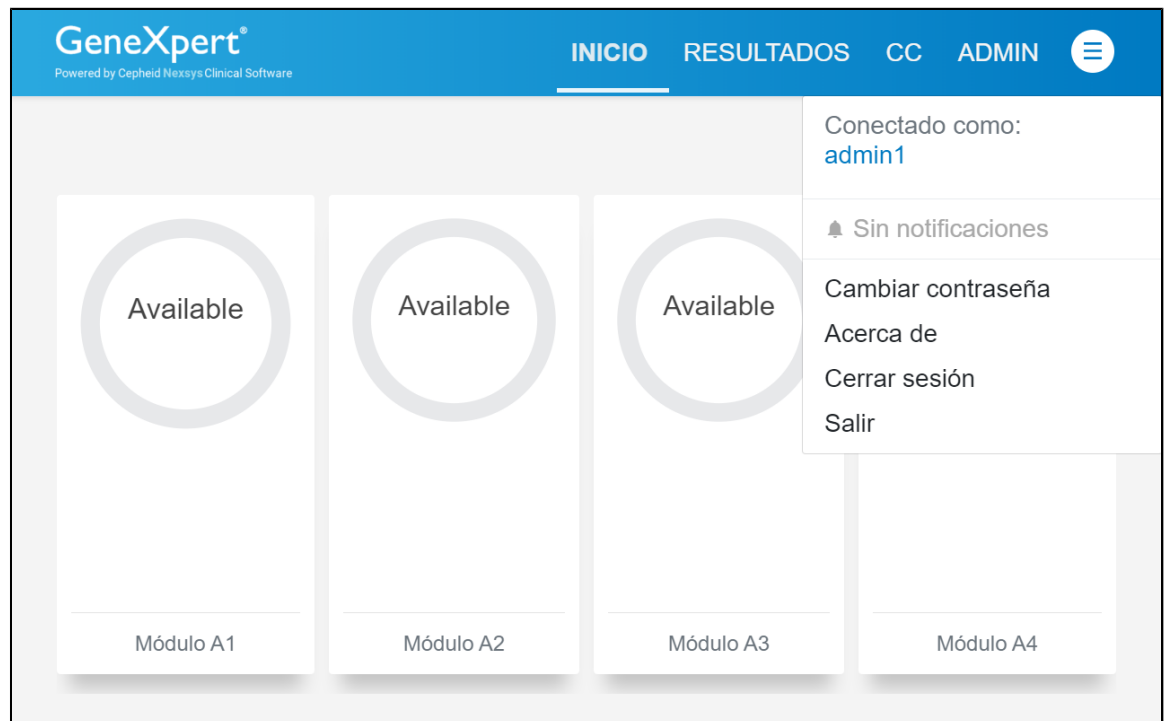 GeneXpert®
Powered by Cepheid Nexsys Clinical Software
INICIO RESULTADOS CC ADMIN
Conectado como:
admin1
Sin notificaciones
Cambiar contraseña
Acerca de
Cerrar sesión
Salir
Available Available Available
Módulo A1 Módulo A2 Módulo A3 Módulo A4